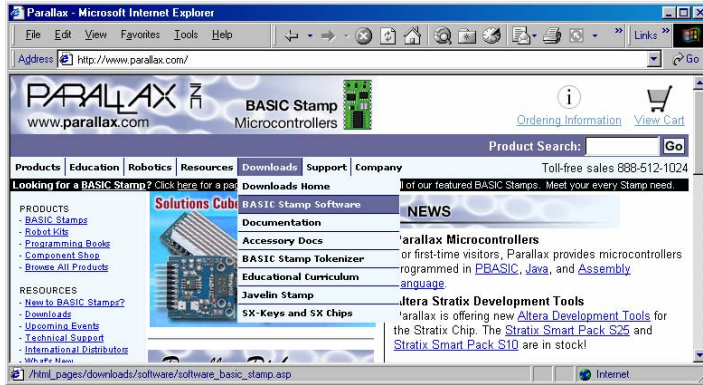 Parallax - Microsoft Internet Explorer
File Edit View Favorites Tools Help
Links »
Address http://www.parallax.com/ Go
PARALLAX INC
www.parallax.com
BASIC Stamp
Microcontrollers
Ordering Information View Cart
Product Search: Go
Products Education Robotics Resources Downloads Support Company Toll-free sales 888-512-1024
Looking for a BASIC Stamp? Click here for a pag l of our featured BASIC Stamps. Meet your every Stamp need.
Downloads Home
BASIC Stamp Software
Documentation
Accessory Docs
BASIC Stamp Tokenizer
Educational Curriculum
Javelin Stamp
SX-Keys and SX Chips
PRODUCTS
- BASIC Stamps
- Robot Kits
- Programming Books
- Component Shop
- Browse All Products
RESOURCES
- New to BASIC Stamps?
- Downloads
- Upcoming Events
- Technical Support
- International Distributors
- What's New
Solutions Cub
NEWS
Parallax Microcontrollers
or first-time visitors, Parallax provides microcontrollers
rogrammed in PBASIC, Java, and Assembly
anguage.
Altera Stratix Development Tools
Parallax is offering new Altera Development Tools for
the Stratix Chip. The Stratix Smart Pack S25 and
Stratix Smart Pack S10 are in stock!
/html_pages/downloads/software/software_basic_stamp.asp Internet